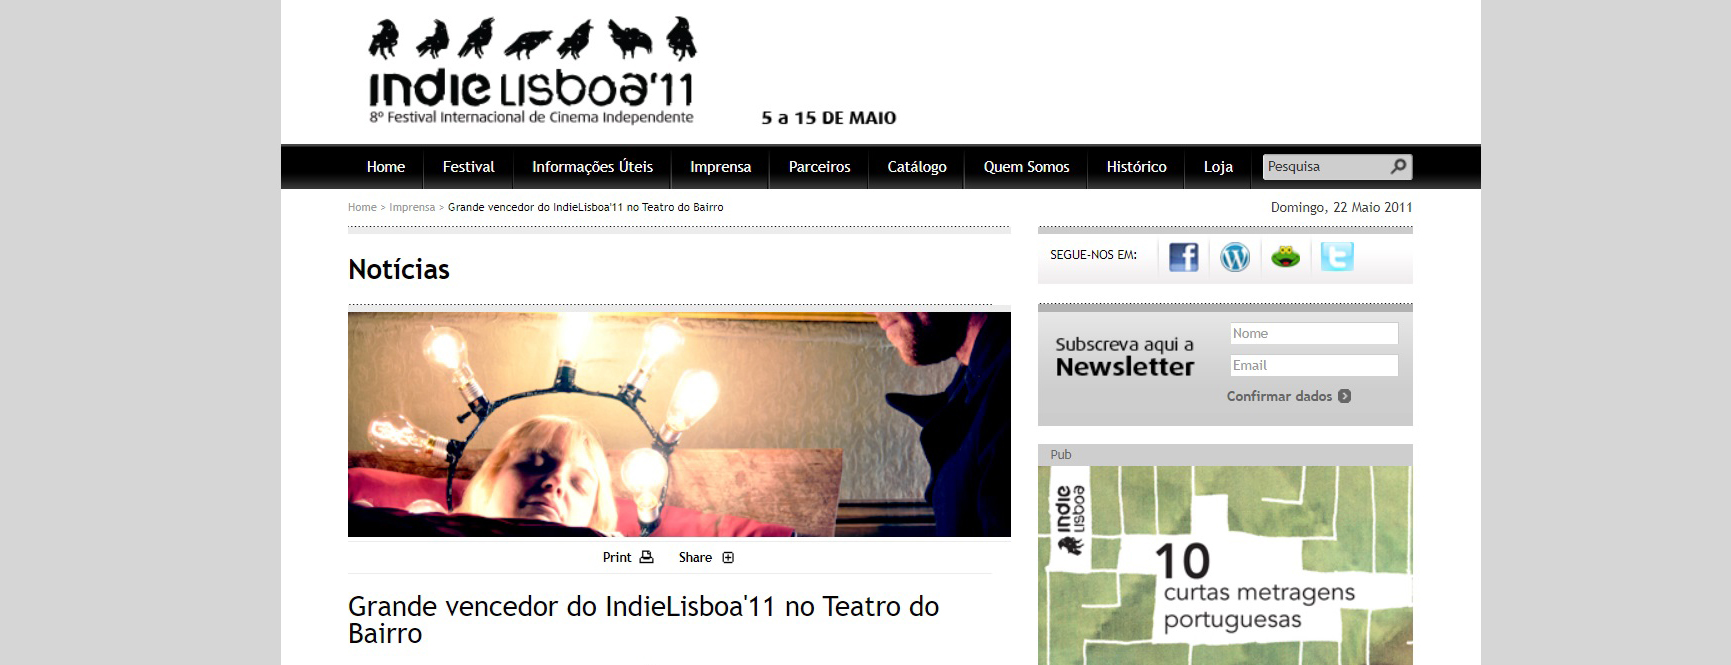 INDIE LISBOA'11
8º Festival Internacional de Cinema Independente
5 a 15 DE MAIO
Home Festival Informações Úteis Imprensa Parceiros Catálogo Quem Somos Histórico Loja Pesquisa
Home > Imprensa > Grande vencedor do IndieLisboa'11 no Teatro do Bairro
Domingo, 22 Maio 2011
Notícias
SEGUE-NOS EM:
Subscreva aqui a
Newsletter
Nome
Email
Confirmar dados
Pub
INDIE
LISBOA
10
curtas metragens
portuguesas
Print Share
Grande vencedor do IndieLisboa'11 no Teatro do
Bairro